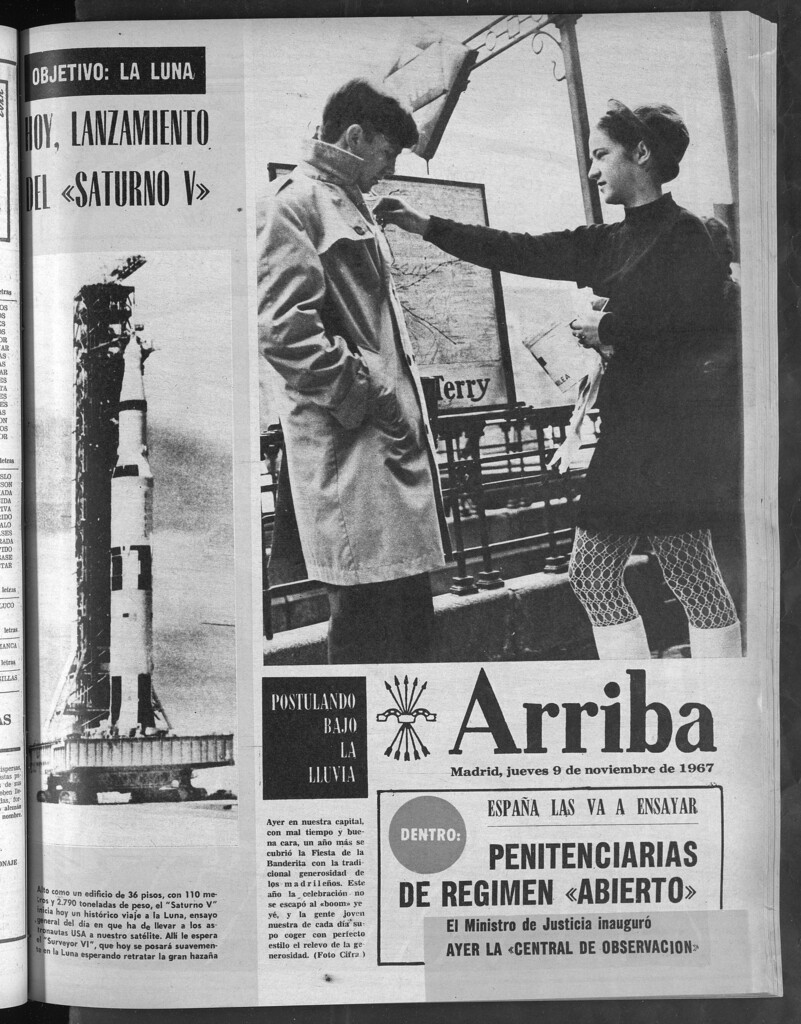 OBJETIVO: LA LUNA
HOY, LANZAMIENTO
DEL «SATURNO V»
Alto como un edificio de 36 pisos, con 110 me-
tros y 2.790 toneladas de peso, el "Saturno V"
inicia hoy un histórico viaje a la Luna, ensayo
general del día en que ha de llevar a los as-
tronautas USA a nuestro satélite. Allí le espera
el "Surveyor VI", que hoy se posará suavemen-
te en la Luna esperando retratar la gran hazaña
Terry
POSTULANDO
BAJO
LA
LLUVIA
Ayer en nuestra capital,
con mal tiempo y bue-
na cara, un año más se
cubrió la Fiesta de la
Banderita con la tradi-
cional generosidad de
los madrileños. Este
año la celebración no
se escapó al «boom» ye
yé, y la gente joven
nuestra de cada día su-
po coger con perfecto
estilo el relevo de la ge-
nerosidad. (Foto Cifra)
Arriba
Madrid, jueves 9 de noviembre de 1967
DENTRO:
ESPAÑA LAS VA A ENSAYAR
PENITENCIARIAS
DE REGIMEN «ABIERTO»
El Ministro de Justicia inauguró
AYER LA «CENTRAL DE OBSERVACION»